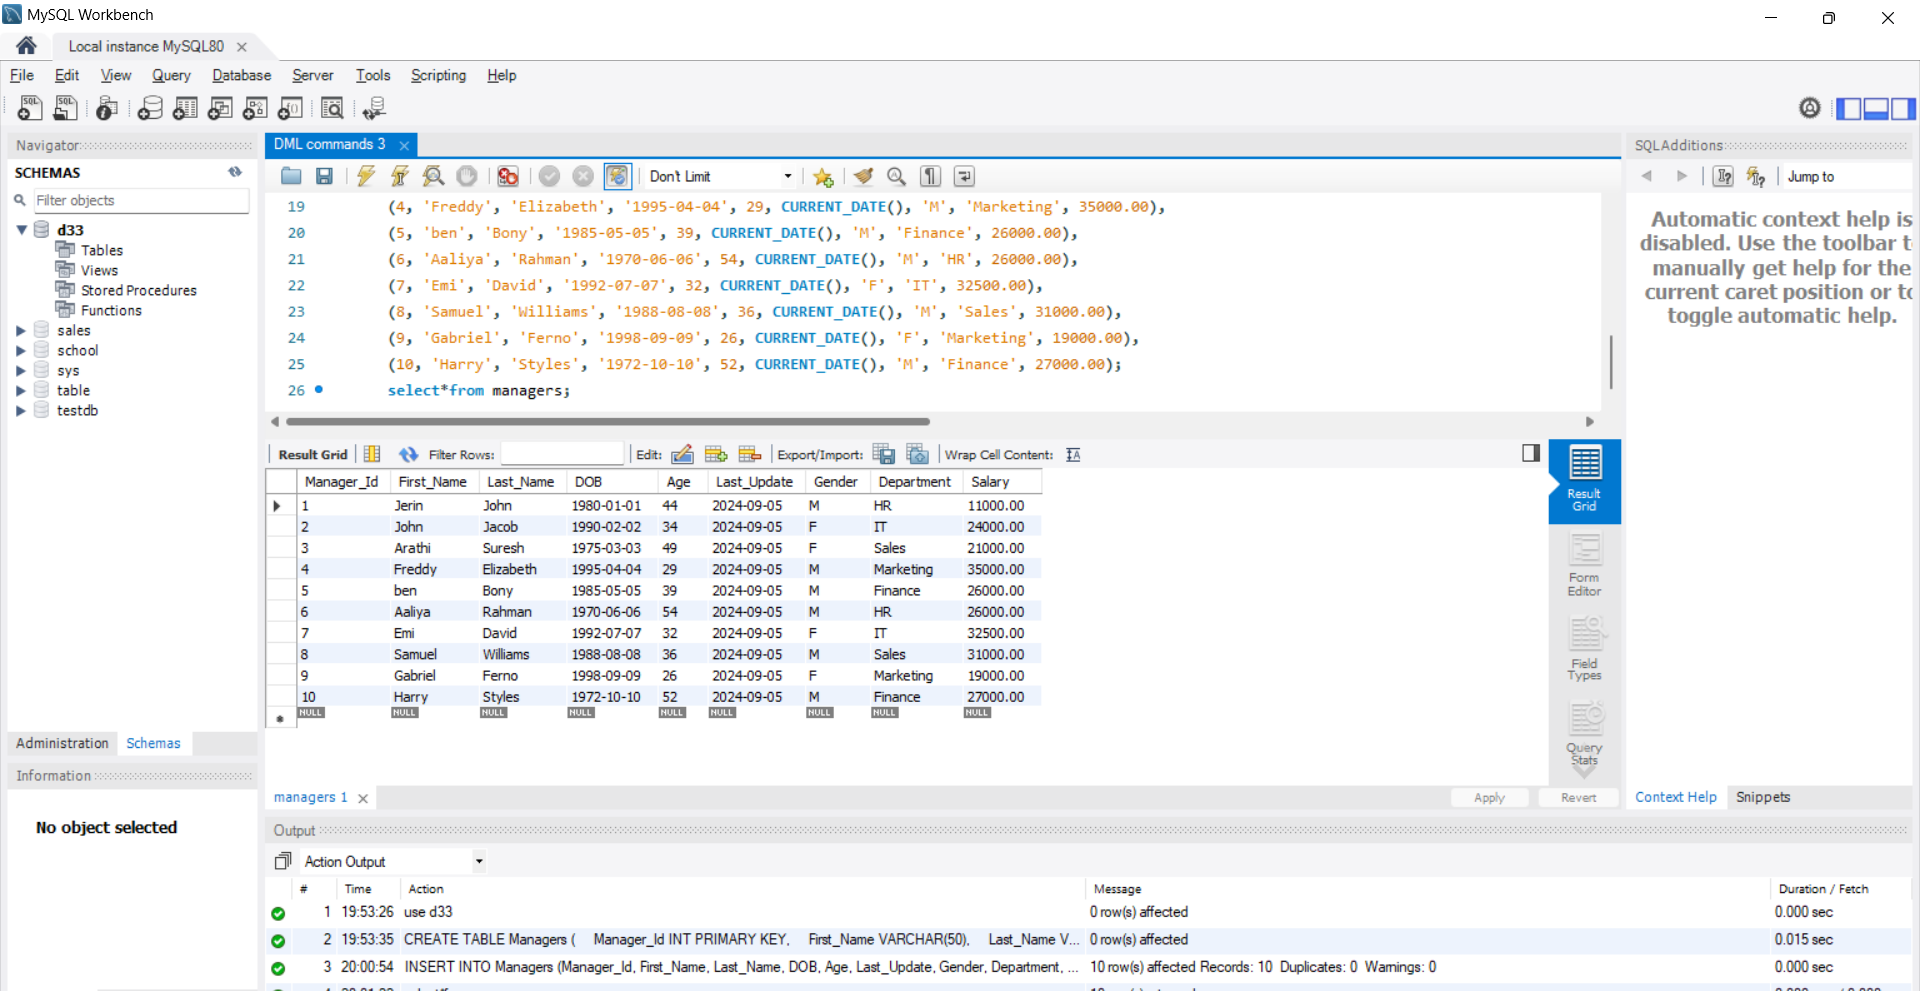 MySQL Workbench
Local instance MySQL80
File Edit View Query Database Server Tools Scripting Help
Navigator
SCHEMAS
Filter objects
d33
Tables
Views
Stored Procedures
Functions
sales
school
sys
table
testdb
Administration Schemas
Information
No object selected
DML commands 3
Don't Limit
19 (4, 'Freddy', 'Elizabeth', '1995-04-04', 29, CURRENT_DATE(), 'M', 'Marketing', 35000.00),
20 (5, 'ben', 'Bony', '1985-05-05', 39, CURRENT_DATE(), 'M', 'Finance', 26000.00),
21 (6, 'Aaliya', 'Rahman', '1970-06-06', 54, CURRENT_DATE(), 'M', 'HR', 26000.00),
22 (7, 'Emi', 'David', '1992-07-07', 32, CURRENT_DATE(), 'F', 'IT', 32500.00),
23 (8, 'Samuel', 'Williams', '1988-08-08', 36, CURRENT_DATE(), 'M', 'Sales', 31000.00),
24 (9, 'Gabriel', 'Ferno', '1998-09-09', 26, CURRENT_DATE(), 'F', 'Marketing', 19000.00),
25 (10, 'Harry', 'Styles', '1972-10-10', 52, CURRENT_DATE(), 'M', 'Finance', 27000.00);
26 select*from managers;
Result Grid Filter Rows: Edit: Export/Import: Wrap Cell Content:
Manager_Id First_Name Last_Name DOB Age Last_Update Gender Department Salary
1 Jerin John 1980-01-01 44 2024-09-05 M HR 11000.00
2 John Jacob 1990-02-02 34 2024-09-05 F IT 24000.00
3 Arathi Suresh 1975-03-03 49 2024-09-05 F Sales 21000.00
4 Freddy Elizabeth 1995-04-04 29 2024-09-05 M Marketing 35000.00
5 ben Bony 1985-05-05 39 2024-09-05 M Finance 26000.00
6 Aaliya Rahman 1970-06-06 54 2024-09-05 M HR 26000.00
7 Emi David 1992-07-07 32 2024-09-05 F IT 32500.00
8 Samuel Williams 1988-08-08 36 2024-09-05 M Sales 31000.00
9 Gabriel Ferno 1998-09-09 26 2024-09-05 F Marketing 19000.00
10 Harry Styles 1972-10-10 52 2024-09-05 M Finance 27000.00
NULL NULL NULL NULL NULL NULL NULL NULL NULL
Result
Grid
Form
Editor
Field
Types
Query
Stats
managers 1
Apply Revert
SQLAdditions
Jump to
Automatic context help is
disabled. Use the toolbar t
manually get help for the
current caret position or to
toggle automatic help.
Context Help Snippets
Output
Action Output
# Time Action Message Duration / Fetch
1 19:53:26 use d33 0 row(s) affected 0.000 sec
2 19:53:35 CREATE TABLE Managers ( Manager_Id INT PRIMARY KEY, First_Name VARCHAR(50), Last_Name V... 0 row(s) affected 0.015 sec
3 20:00:54 INSERT INTO Managers (Manager_Id, First_Name, Last_Name, DOB, Age, Last_Update, Gender, Department, ... 10 row(s) affected Records: 10 Duplicates: 0 Warnings: 0 0.000 sec